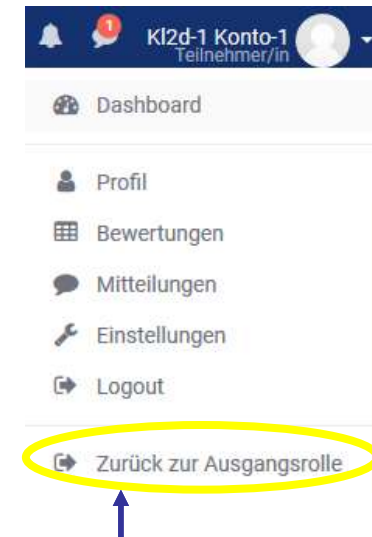 1
Kl2d-1 Konto-1
Teilnehmer/in
Dashboard
Profil
Bewertungen
Mitteilungen
Einstellungen
Logout
Zurück zur Ausgangsrolle